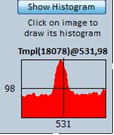 Show Histogram
Click on image to
draw its histogram
Tmpl(18078)@531,98
98
531